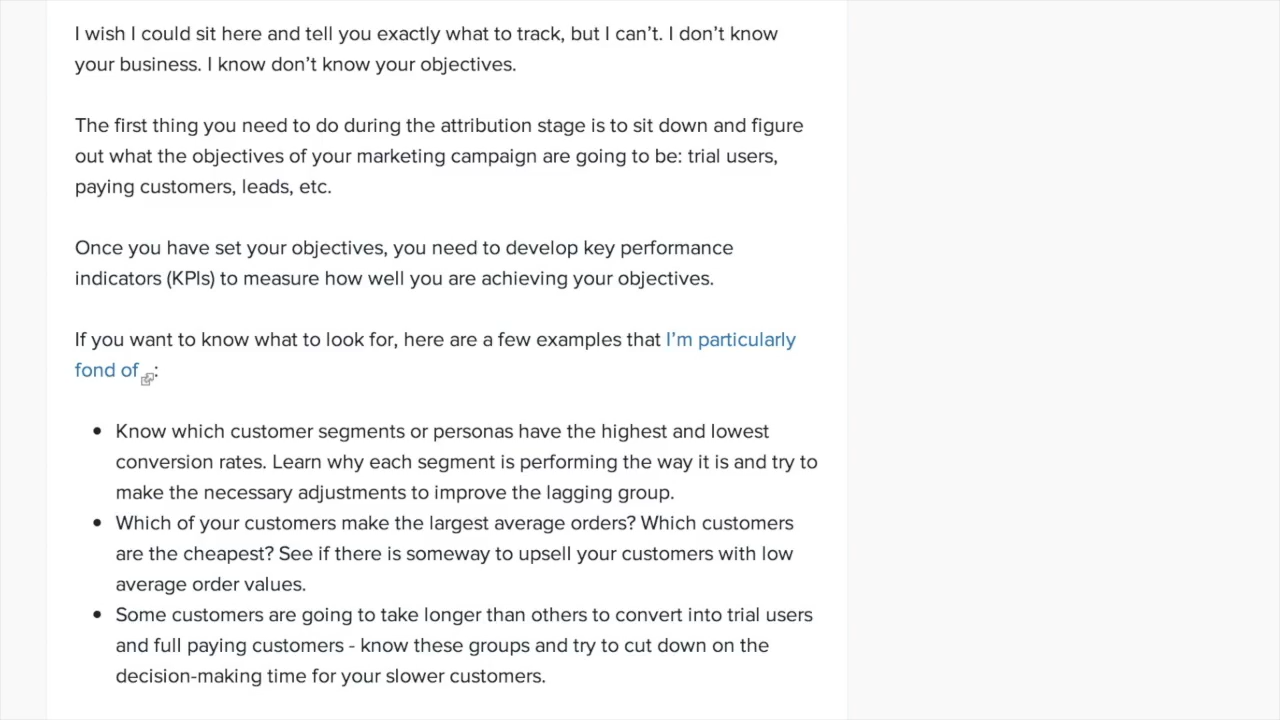 I wish I could sit here and tell you exactly what to track, but I can’t. I don’t know
your business. I know don’t know your objectives.
The first thing you need to do during the attribution stage is to sit down and figure
out what the objectives of your marketing campaign are going to be: trial users,
paying customers, leads, etc.
Once you have set your objectives, you need to develop key performance
indicators (KPIs) to measure how well you are achieving your objectives.
If you want to know what to look for, here are a few examples that I’m particularly
fond of :
• Know which customer segments or personas have the highest and lowest
conversion rates. Learn why each segment is performing the way it is and try to
make the necessary adjustments to improve the lagging group.
• Which of your customers make the largest average orders? Which customers
are the cheapest? See if there is someway to upsell your customers with low
average order values.
• Some customers are going to take longer than others to convert into trial users
and full paying customers - know these groups and try to cut down on the
decision-making time for your slower customers.